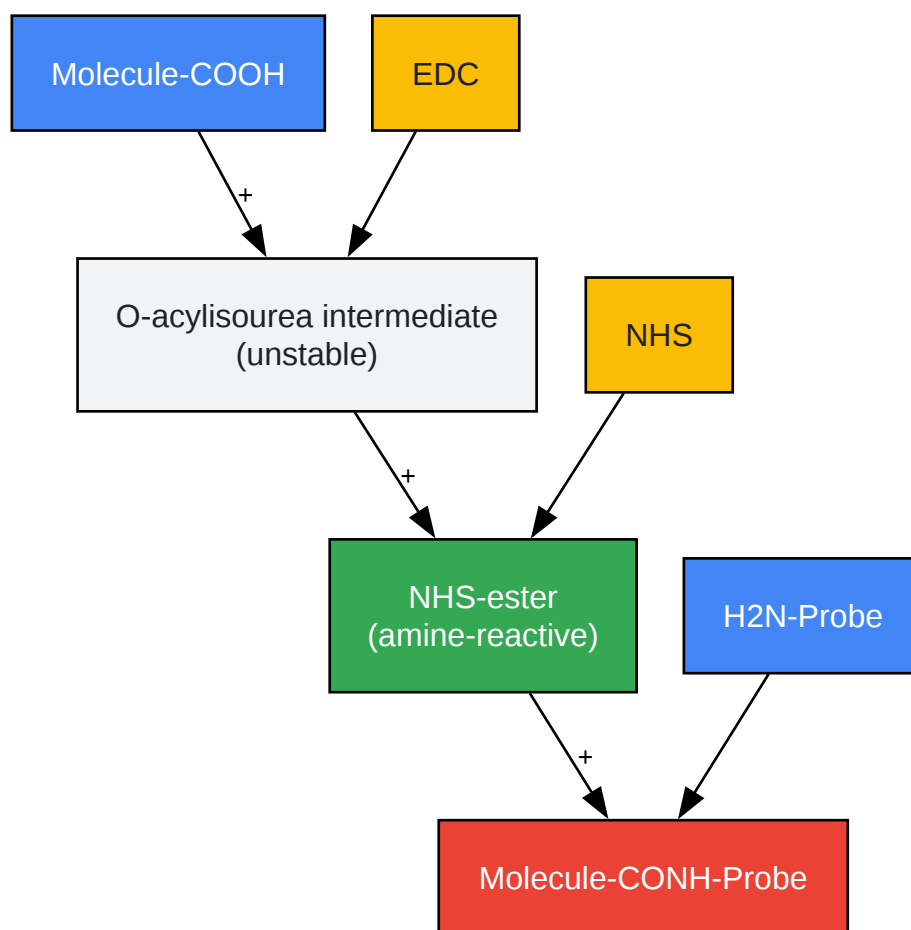 Molecule-COOH
EDC
+
O-acylisourea intermediate
(unstable)
NHS
+
NHS-ester
(amine-reactive)
H2N-Probe
+
Molecule-CONH-Probe